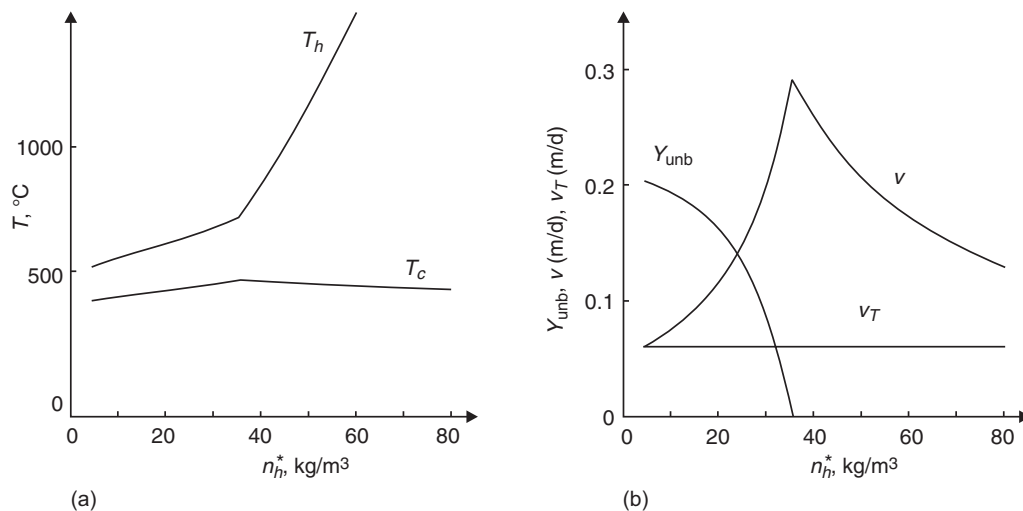 T, °C
1000
500
0
T_h
T_c
0
20
40
60
80
n_h^*, kg/m³
(a)
Y_unb, v (m/d), v_T (m/d)
0.3
0.2
0.1
0
Y_unb
v
v_T
0
20
40
60
80
n_h^*, kg/m³
(b)